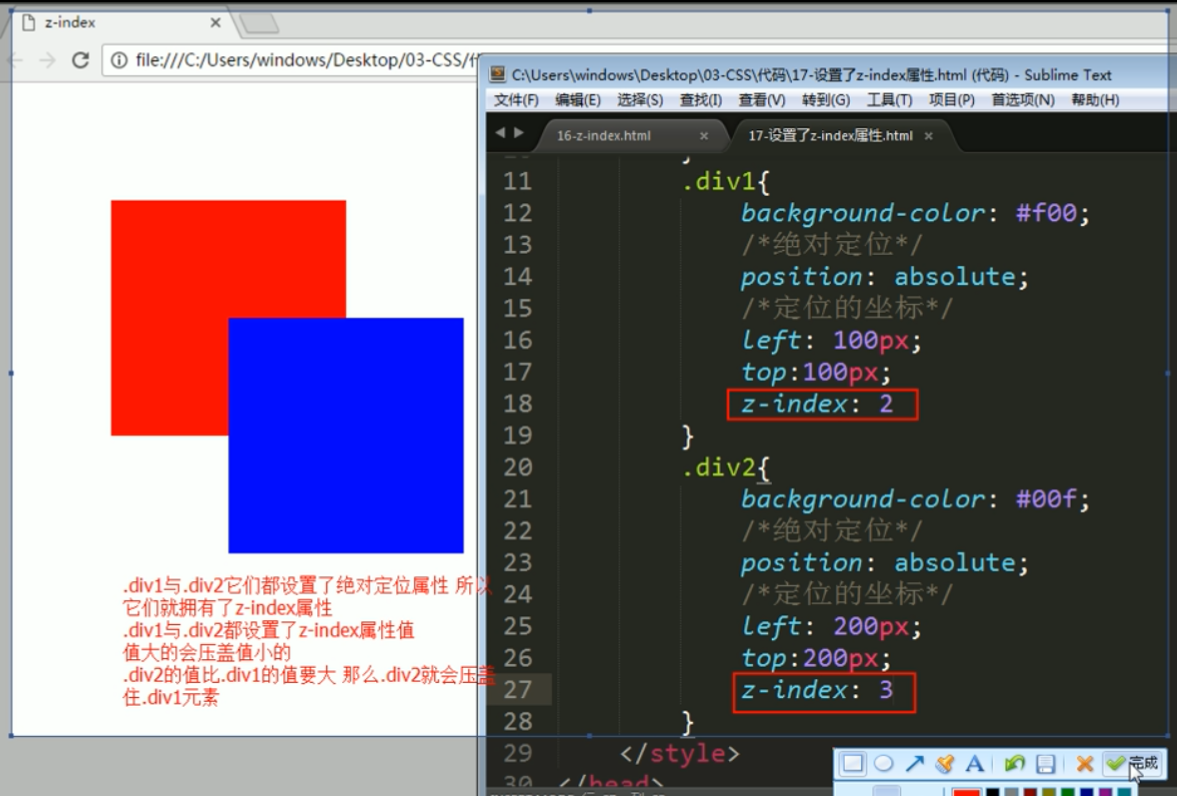 z-index
file:///C:/Users/windows/Desktop/03-CSS/
C:\Users\windows\Desktop\03-CSS\代码\17-设置了z-index属性.html (代码) - Sublime Text
文件(F) 编辑(E) 选择(S) 查找(I) 查看(V) 转到(G) 工具(T) 项目(P) 首选项(N) 帮助(H)
16-z-index.html 17-设置了z-index属性.html
11 .div1{
12 background-color: #f00;
13 /*绝对定位*/
14 position: absolute;
15 /*定位的坐标*/
16 left: 100px;
17 top:100px;
18 z-index: 2
19 }
20 .div2{
21 background-color: #00f;
22 /*绝对定位*/
23 position: absolute;
24 /*定位的坐标*/
25 left: 200px;
26 top:200px;
27 z-index: 3
28 }
29 </style>
30 </head>
.div1与.div2它们都设置了绝对定位属性 所以
它们就拥有了z-index属性
.div1与.div2都设置了z-index属性值
值大的会压盖值小的
.div2的值比.div1的值要大 那么.div2就会压盖
住.div1元素
A 完成